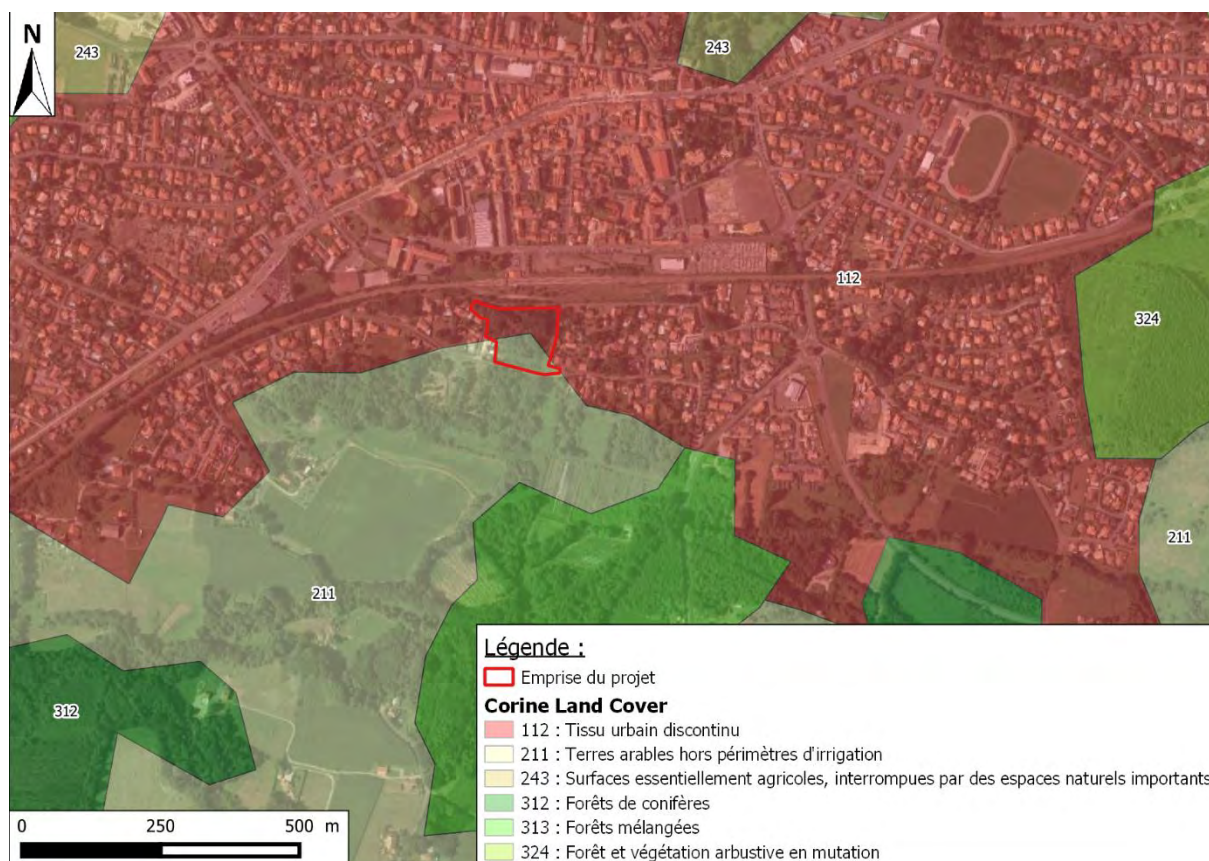 N
243
243
112
324
211
211
312
Légende :
Emprise du projet
Corine Land Cover
112 : Tissu urbain discontinu
211 : Terres arables hors périmètres d'irrigation
243 : Surfaces essentiellement agricoles, interrompues par des espaces naturels importants
312 : Forêts de conifères
313 : Forêts mélangées
324 : Forêt et végétation arbustive en mutation
0 250 500 m